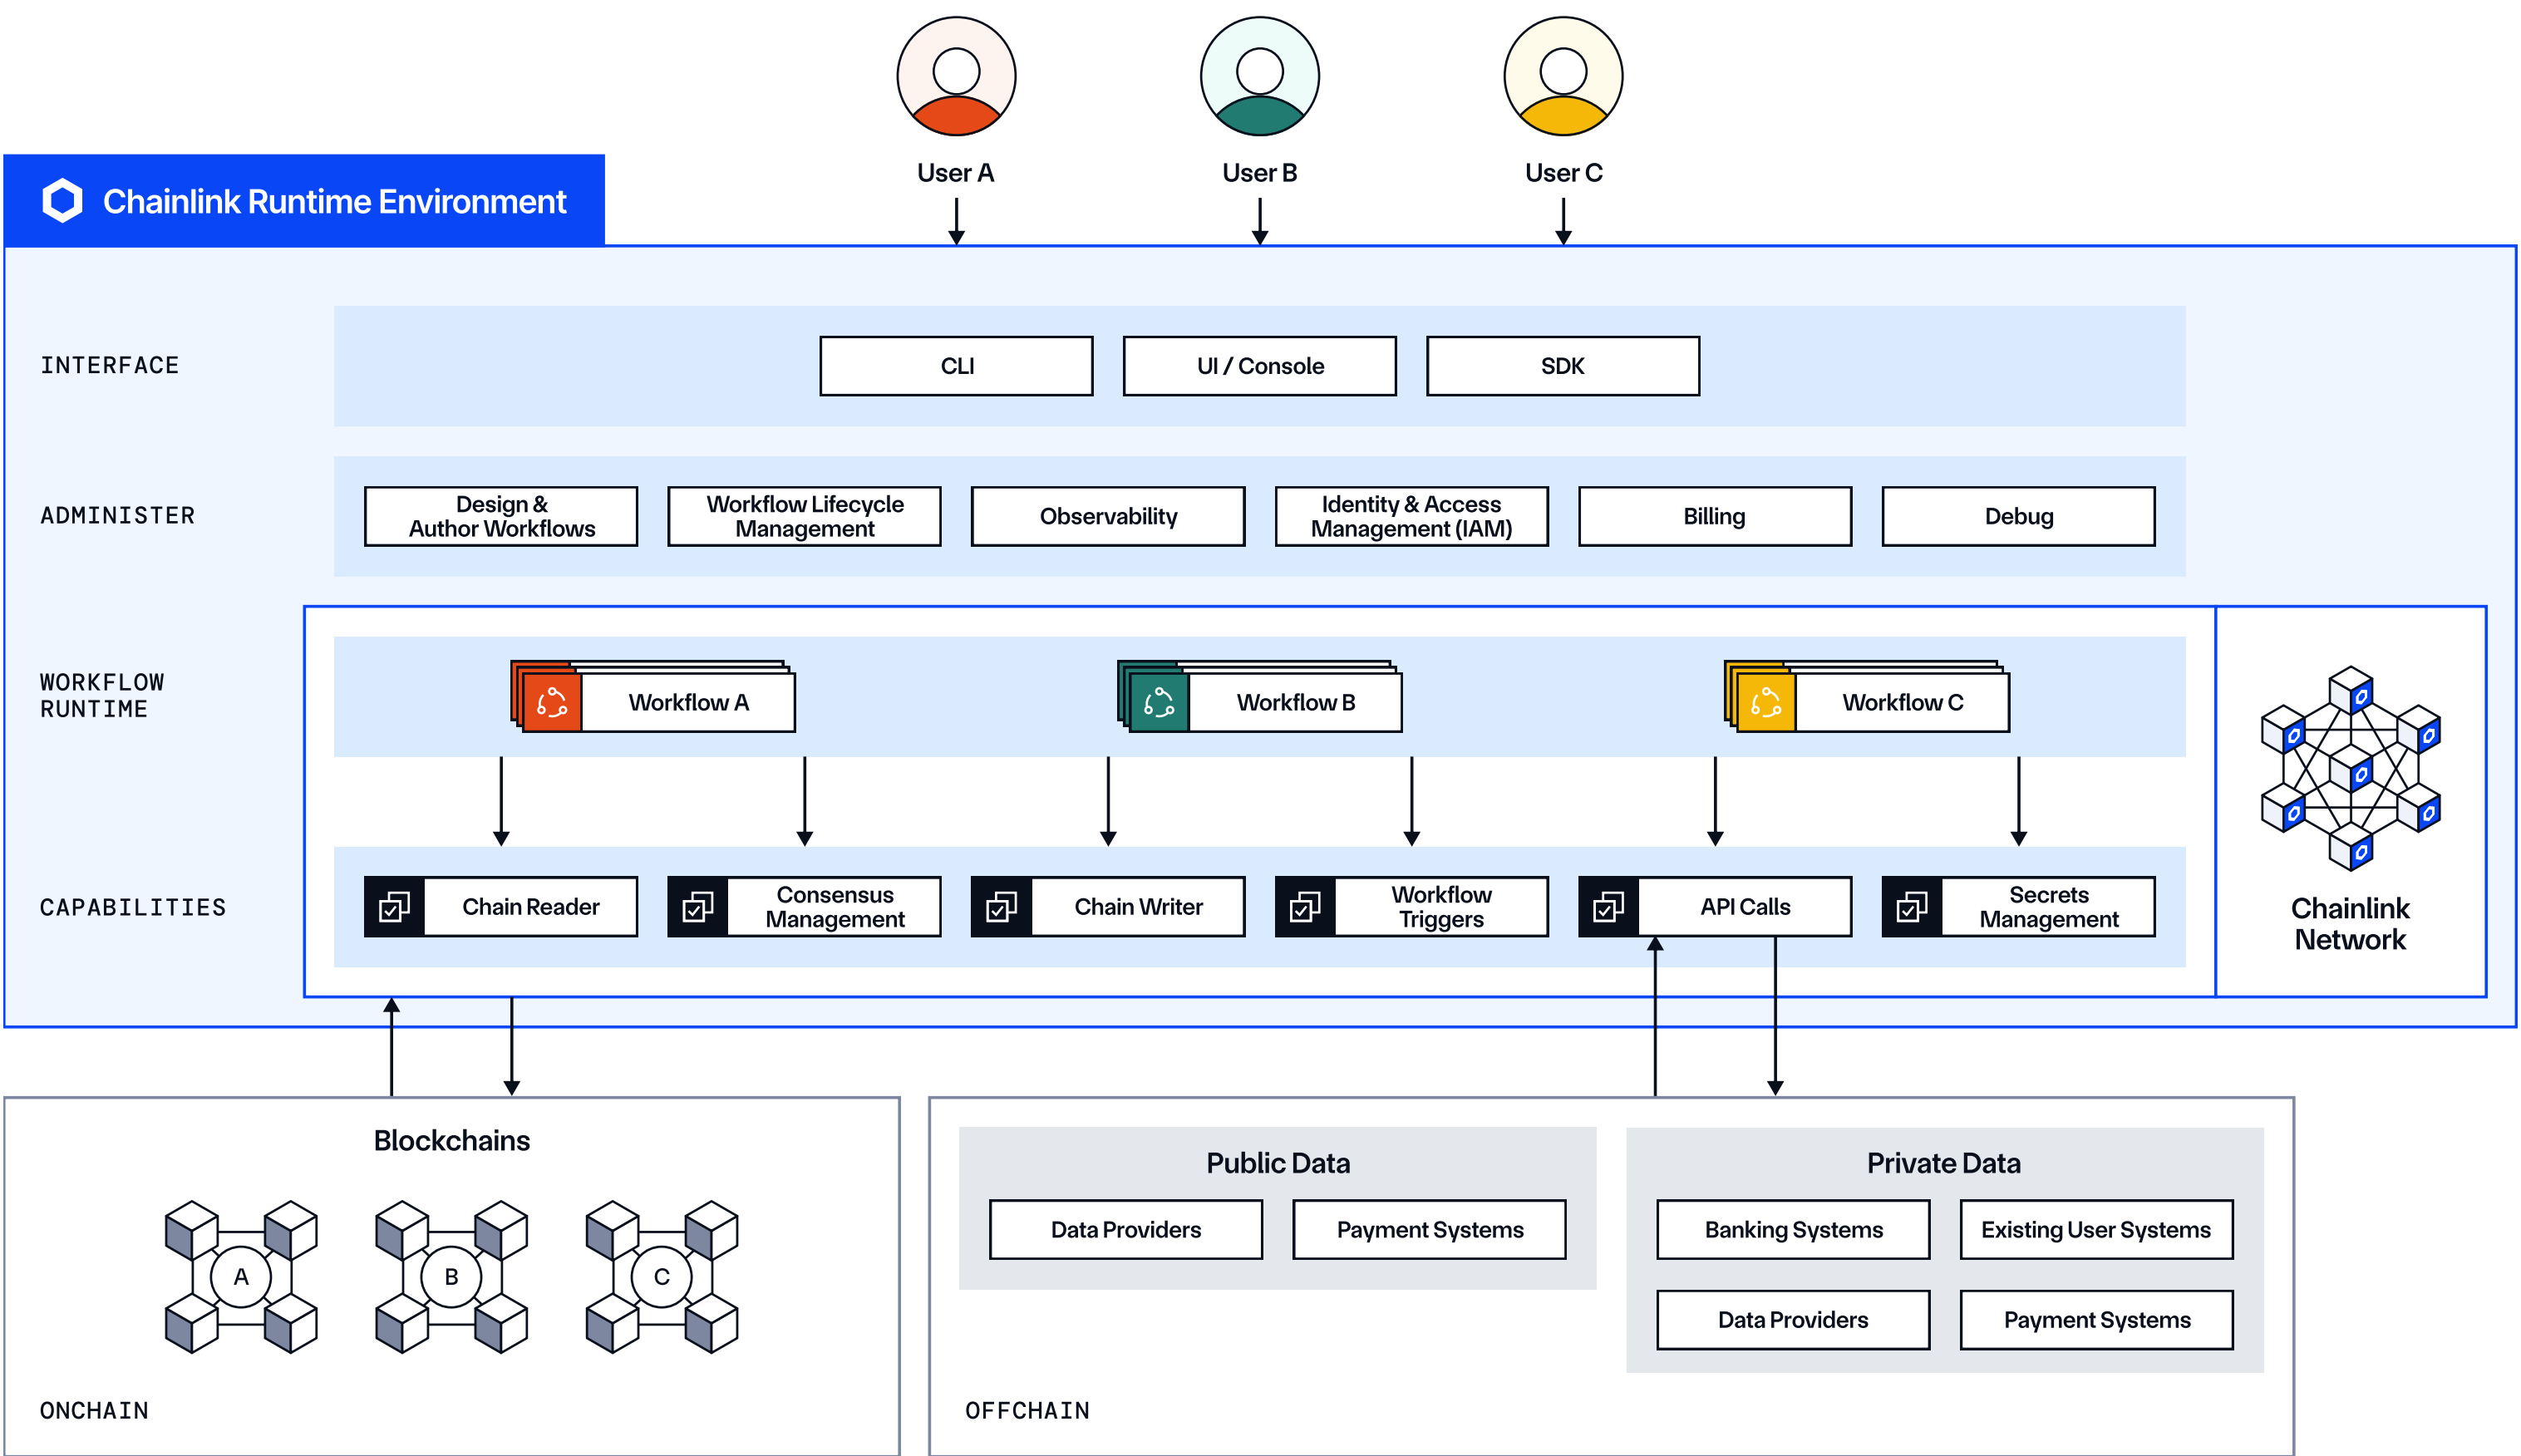 User A
User B
User C
Chainlink Runtime Environment
INTERFACE
CLI
UI / Console
SDK
ADMINISTER
Design &
Author Workflows
Workflow Lifecycle
Management
Observability
Identity & Access
Management (IAM)
Billing
Debug
WORKFLOW
RUNTIME
Workflow A
Workflow B
Workflow C
CAPABILITIES
Chain Reader
Consensus
Management
Chain Writer
Workflow
Triggers
API Calls
Secrets
Management
Chainlink
Network
Blockchains
A
B
C
ONCHAIN
Public Data
Data Providers
Payment Systems
Private Data
Banking Systems
Existing User Systems
Data Providers
Payment Systems
OFFCHAIN